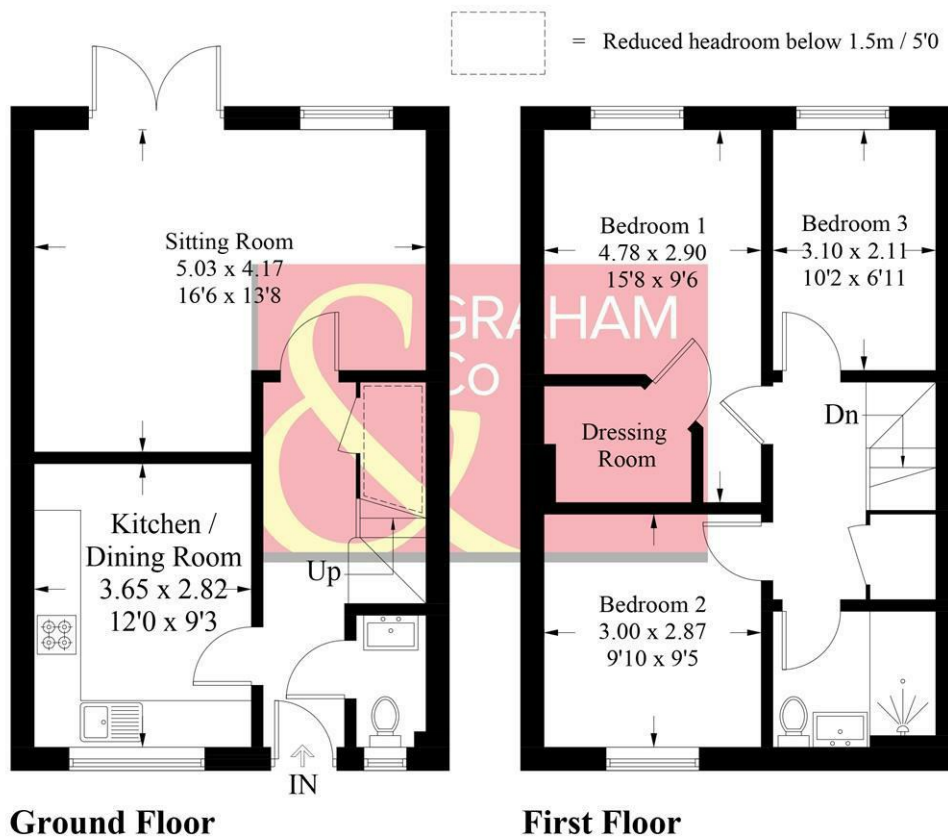 = Reduced headroom below 1.5m / 5'0
Sitting Room
5.03 x 4.17
16'6 x 13'8
Kitchen /
Dining Room
3.65 x 2.82
12'0 x 9'3
Up
IN
Ground Floor
Bedroom 1
4.78 x 2.90
15'8 x 9'6
Bedroom 3
3.10 x 2.11
10'2 x 6'11
Dressing
Room
Dn
Bedroom 2
3.00 x 2.87
9'10 x 9'5
First Floor
& GRAHAM
Co